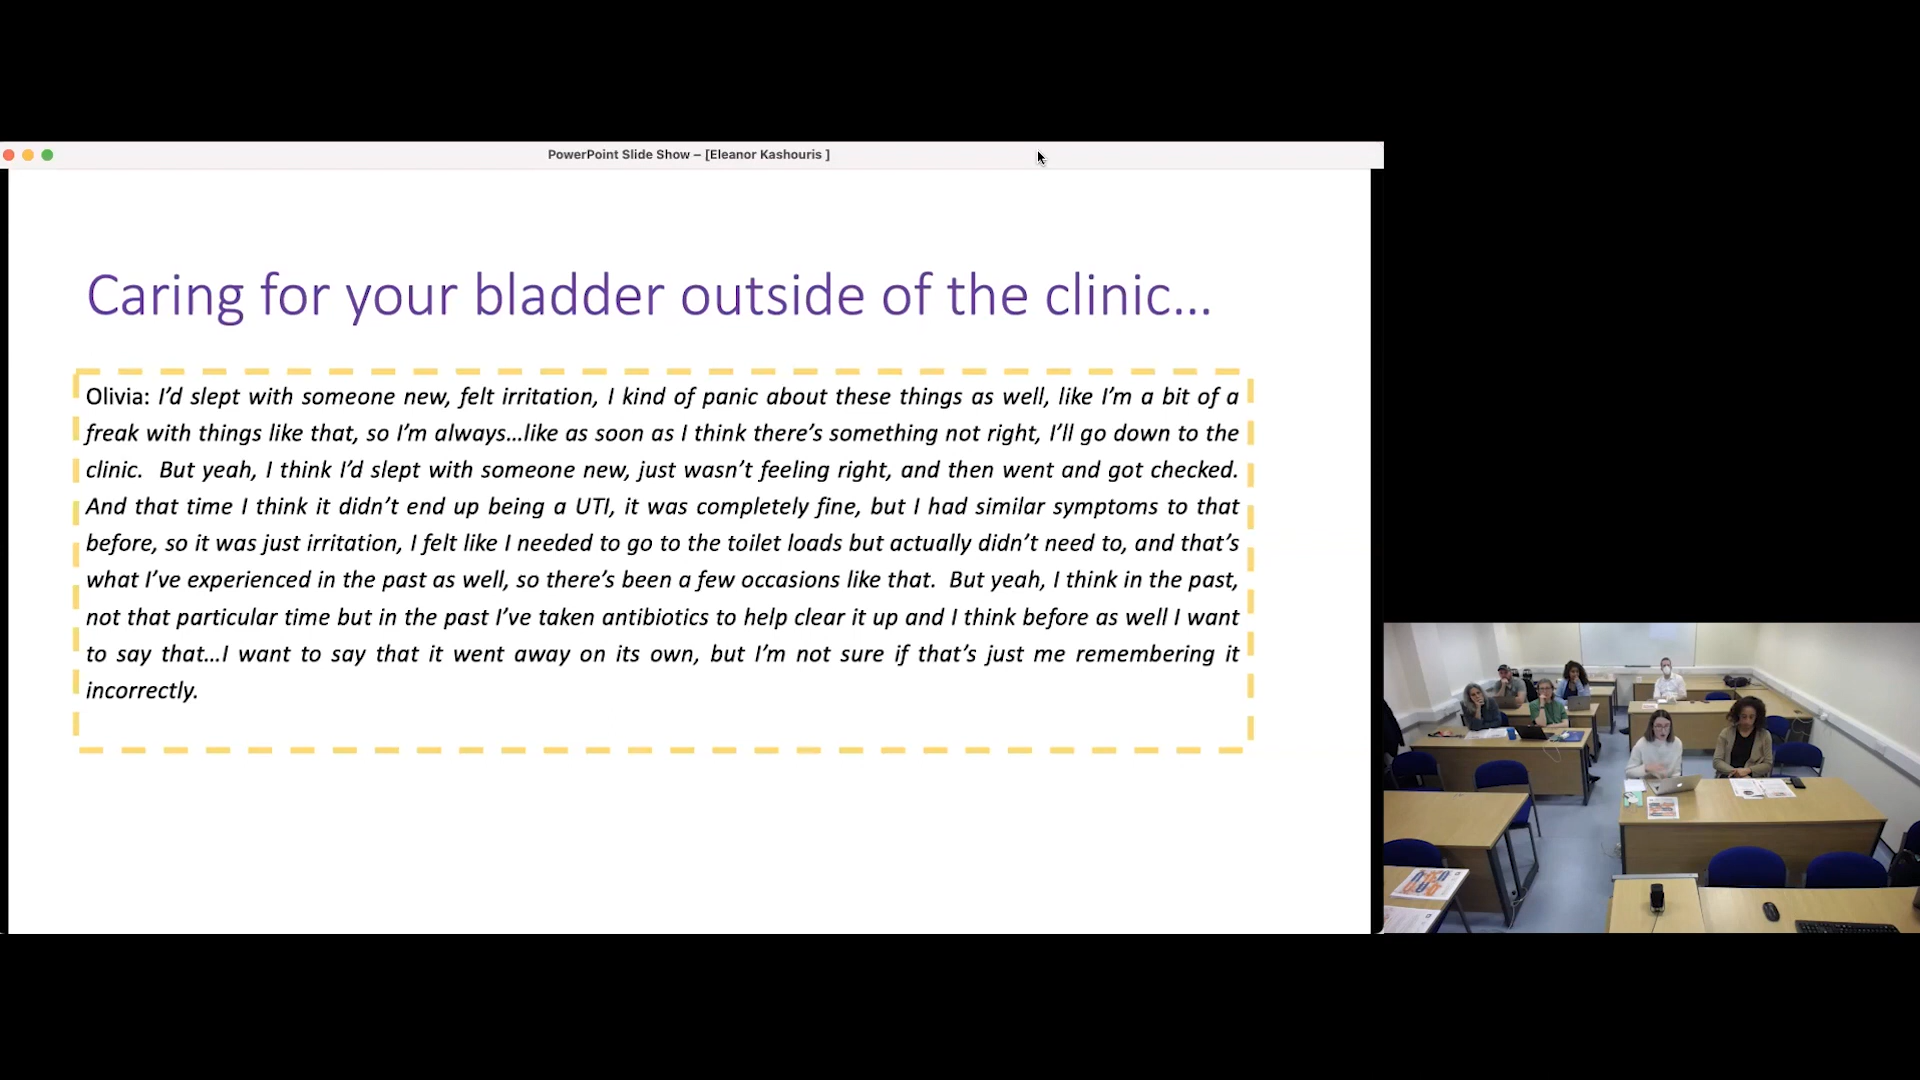 PowerPoint Slide Show – [Eleanor Kashouris ]
Caring for your bladder outside of the clinic...
Olivia: I’d slept with someone new, felt irritation, I kind of panic about these things as well, like I’m a bit of a
freak with things like that, so I’m always...like as soon as I think there’s something not right, I’ll go down to the
clinic.  But yeah, I think I’d slept with someone new, just wasn’t feeling right, and then went and got checked.
And that time I think it didn’t end up being a UTI, it was completely fine, but I had similar symptoms to that
before, so it was just irritation, I felt like I needed to go to the toilet loads but actually didn’t need to, and that’s
what I’ve experienced in the past as well, so there’s been a few occasions like that.  But yeah, I think in the past,
not that particular time but in the past I’ve taken antibiotics to help clear it up and I think before as well I want
to say that...I want to say that it went away on its own, but I’m not sure if that’s just me remembering it
incorrectly.